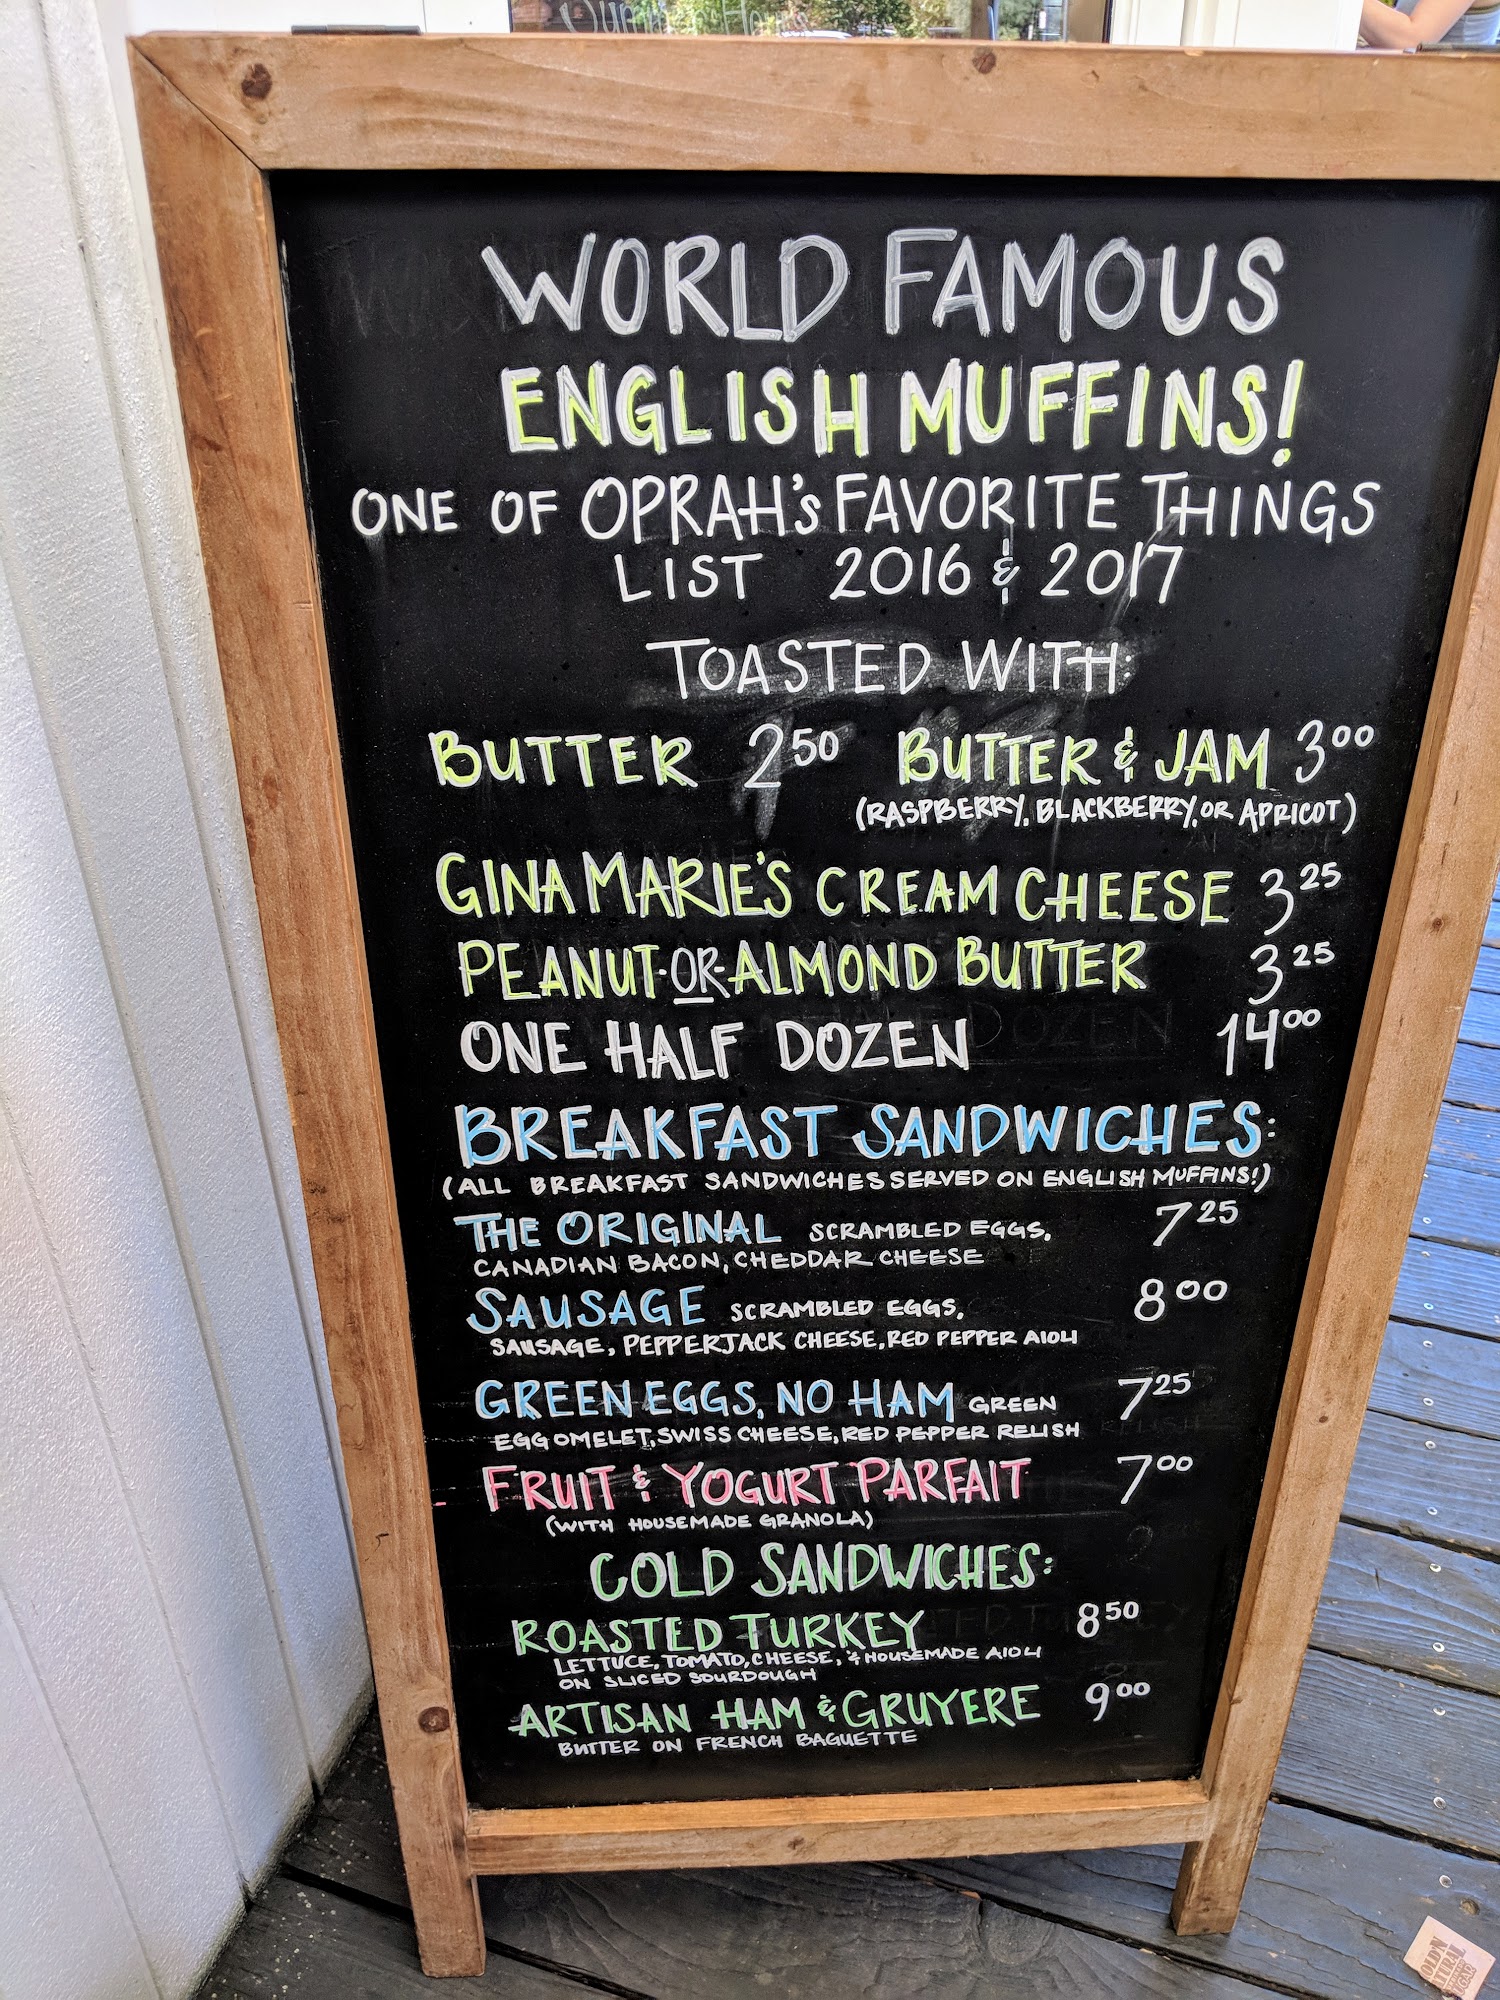 WORLD FAMOUS
ENGLISH MUFFINS!
ONE OF OPRAH'S FAVORITE THINGS
LIST 2016 & 2017
TOASTED WITH:
BUTTER 2 50 BUTTER & JAM 3 00
(RASPBERRY, BLACKBERRY, OR APRICOT)
GINA MARIE'S CREAM CHEESE 3 25
PEANUT-OR-ALMOND BUTTER 3 25
ONE HALF DOZEN 14 00
BREAKFAST SANDWICHES:
(ALL BREAKFAST SANDWICHES SERVED ON ENGLISH MUFFINS!)
THE ORIGINAL SCRAMBLED EGGS, 7 25
CANADIAN BACON, CHEDDAR CHEESE
SAUSAGE SCRAMBLED EGGS, 8 00
SAUSAGE, PEPPERJACK CHEESE, RED PEPPER AIOLI
GREEN EGGS, NO HAM GREEN 7 25
EGG OMELET, SWISS CHEESE, RED PEPPER RELISH
FRUIT & YOGURT PARFAIT 7 00
(WITH HOUSEMADE GRANOLA)
COLD SANDWICHES:
ROASTED TURKEY 8 50
LETTUCE, TOMATO, CHEESE, & HOUSEMADE AIOLI
ON SLICED SOURDOUGH
ARTISAN HAM & GRUYERE 9 00
BUTTER ON FRENCH BAGUETTE